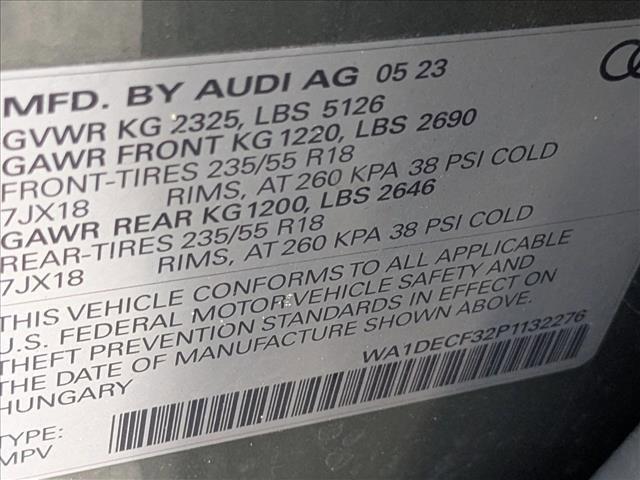 MFD. BY AUDI AG 05 23
GVWR KG 2325, LBS 5126
GAWR FRONT KG 1220, LBS 2690
FRONT-TIRES 235/55 R18
7JX18 RIMS, AT 260 KPA 38 PSI COLD
GAWR REAR KG 1200, LBS 2646
REAR-TIRES 235/55 R18
7JX18 RIMS, AT 260 KPA 38 PSI COLD
THIS VEHICLE CONFORMS TO ALL APPLICABLE
U.S. FEDERAL MOTOR VEHICLE SAFETY AND
THEFT PREVENTION STANDARDS IN EFFECT ON
THE DATE OF MANUFACTURE SHOWN ABOVE.
HUNGARY WA1DECF32P1132276
TYPE:
MPV